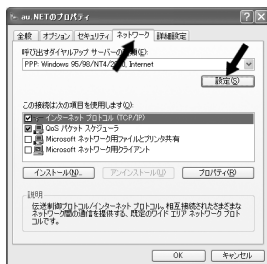 au.NETのプロパティ
全般 オプション セキュリティ ネットワーク 詳細設定
呼び出すダイヤルアップ サーバーの種類(E):
PPP: Windows 95/98/NT4/2000, Internet
設定(S)
この接続は次の項目を使用します(O):
インターネット プロトコル (TCP/IP)
QoS パケット スケジューラ
Microsoft ネットワーク用ファイルとプリンタ共有
Microsoft ネットワーク用クライアント
インストール(N)... アンインストール(U) プロパティ(R)
説明
伝送制御プロトコル/インターネット プロトコル。相互接続されたさまざまな
ネットワーク間の通信を提供する、既定のワイド エリア ネットワーク プロト
コルです。
OK キャンセル